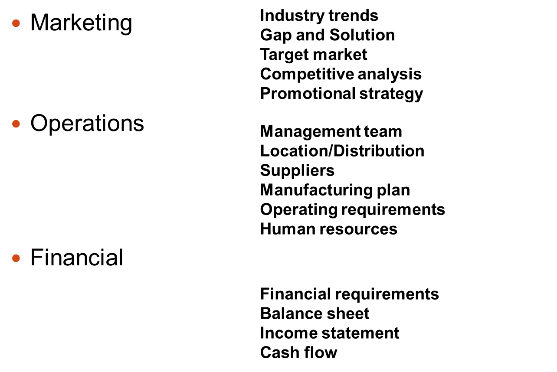 • Marketing
Industry trends
Gap and Solution
Target market
Competitive analysis
Promotional strategy
• Operations
Management team
Location/Distribution
Suppliers
Manufacturing plan
Operating requirements
Human resources
• Financial
Financial requirements
Balance sheet
Income statement
Cash flow